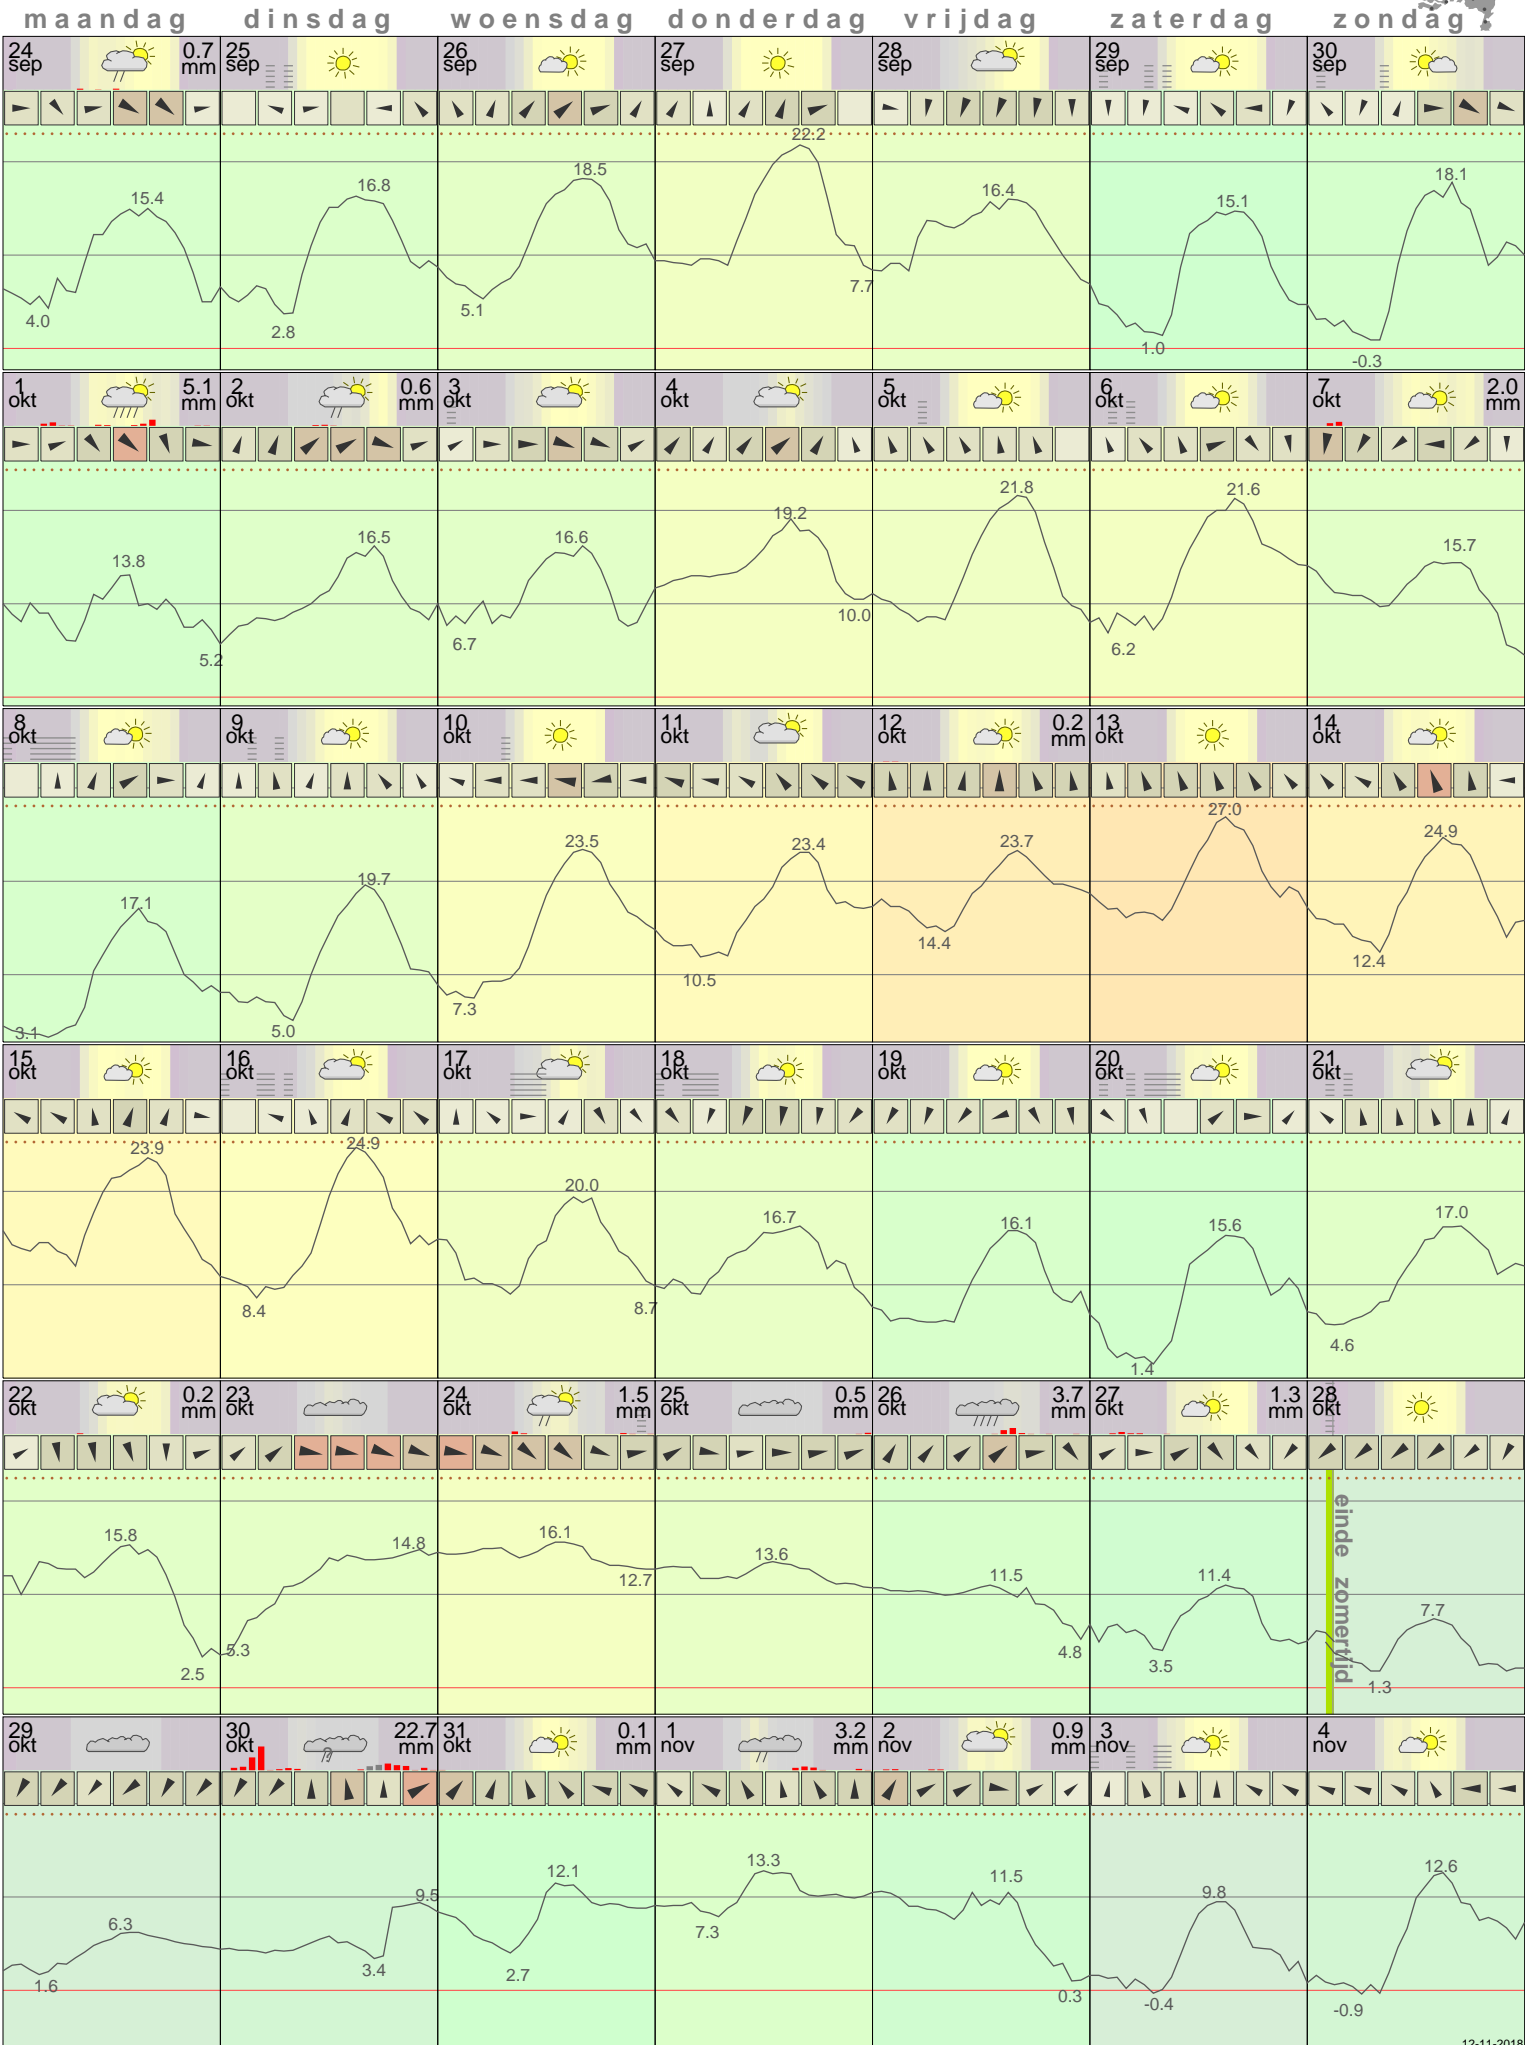 maandag dinsdag woensdag donderdag vrijdag zaterdag zondag
24 0.7 25 26 27 28 29 30
sep mm sep sep sep sep sep sep
22.2
18.5
18.1
16.8
16.4
15.4
15.1
7.7
5.1
4.0
2.8
1.0
-0.3
1 5.1 2 0.6 3 4 5 6 7 2.0
okt mm okt mm okt okt okt okt okt mm
21.8 21.6
19.2
16.5 16.6
15.7
13.8
10.0
6.7
6.2
5.2
8 9 10 11 12 0.2 13 14
okt okt okt okt okt mm okt okt
27.0
24.9
23.5 23.4 23.7
19.7
17.1
14.4
12.4
10.5
7.3
3.1 5.0
15 16 17 18 19 20 21
okt okt okt okt okt okt okt
23.9 24.9
20.0
16.7 16.1 15.6 17.0
8.4 8.7
4.6
1.4
22 0.2 23 24 1.5 25 0.5 26 3.7 27 1.3 28
okt mm okt okt mm okt mm okt mm okt mm okt
einde zomertijd
15.8 14.8 16.1
13.6
12.7 11.5 11.4
7.7
5.3 4.8
2.5 3.5
1.3
29 30 22.7 31 0.1 1 3.2 2 0.9 3 4
okt okt mm okt mm nov mm nov mm nov nov
?
13.3
12.1 11.5 12.6
9.5 9.8
6.3 7.3
1.6 3.4 2.7
0.3 -0.4 -0.9
12-11-2018